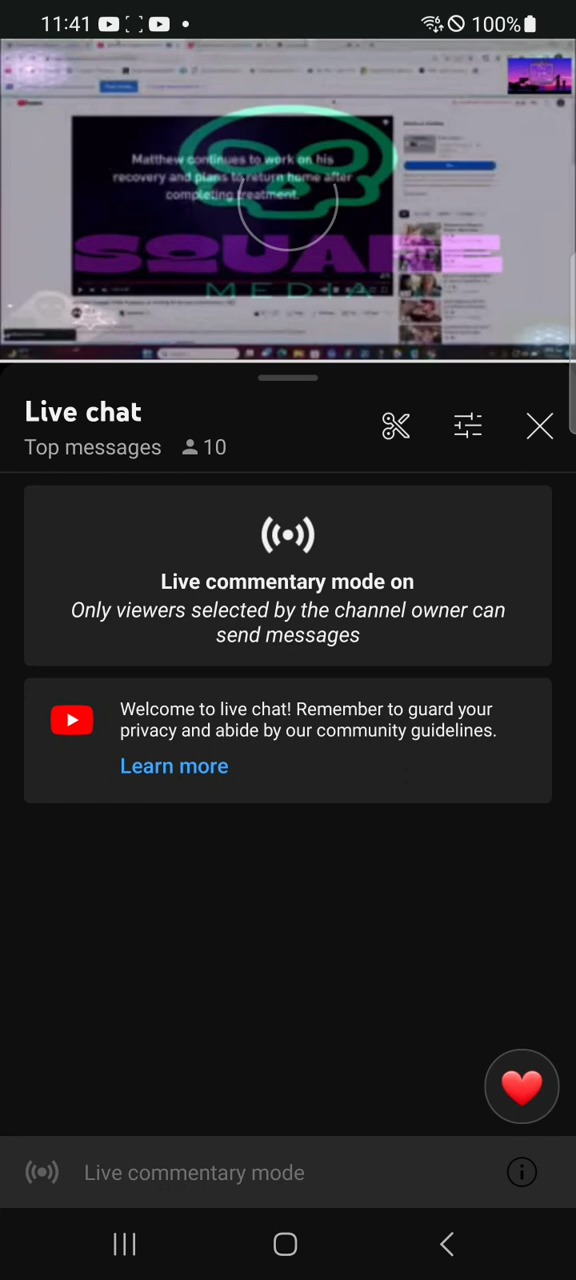 11:41
100%
Matthew continues to work on his
recovery and plans to return home after
completing treatment.
SQUAD
MEDIA
Live chat
Top messages 10
Live commentary mode on
Only viewers selected by the channel owner can
send messages
Welcome to live chat! Remember to guard your
privacy and abide by our community guidelines.
Learn more
Live commentary mode